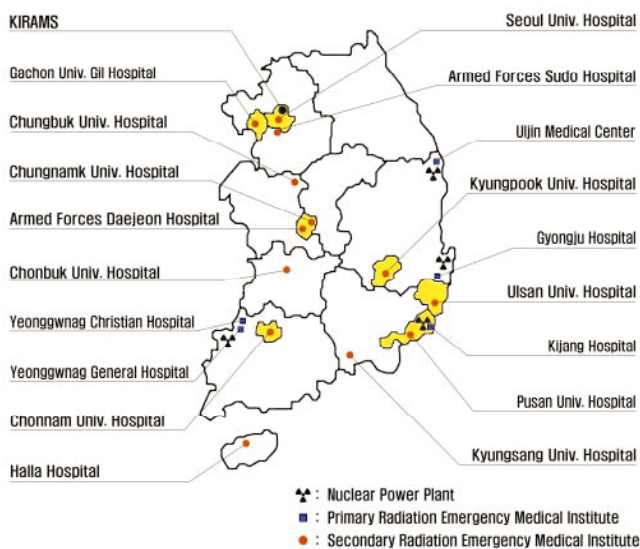 KIRAMS
Gachon Univ. Gil Hospital
Chungbuk Univ. Hospital
Chungnamk Univ. Hospital
Armed Forces Daejeon Hospital
Chonbuk Univ. Hospital
Yeonggwnag Christian Hospital
Yeonggwnag General Hospital
Chonnam Univ. Hospital
Halla Hospital
Seoul Univ. Hospital
Armed Forces Sudo Hospital
Uljin Medical Center
Kyungpook Univ. Hospital
Gyongju Hospital
Ulsan Univ. Hospital
Kijang Hospital
Pusan Univ. Hospital
Kyungsang Univ. Hospital
: Nuclear Power Plant
: Primary Radiation Emergency Medical Institute
: Secondary Radiation Emergency Medical Institute